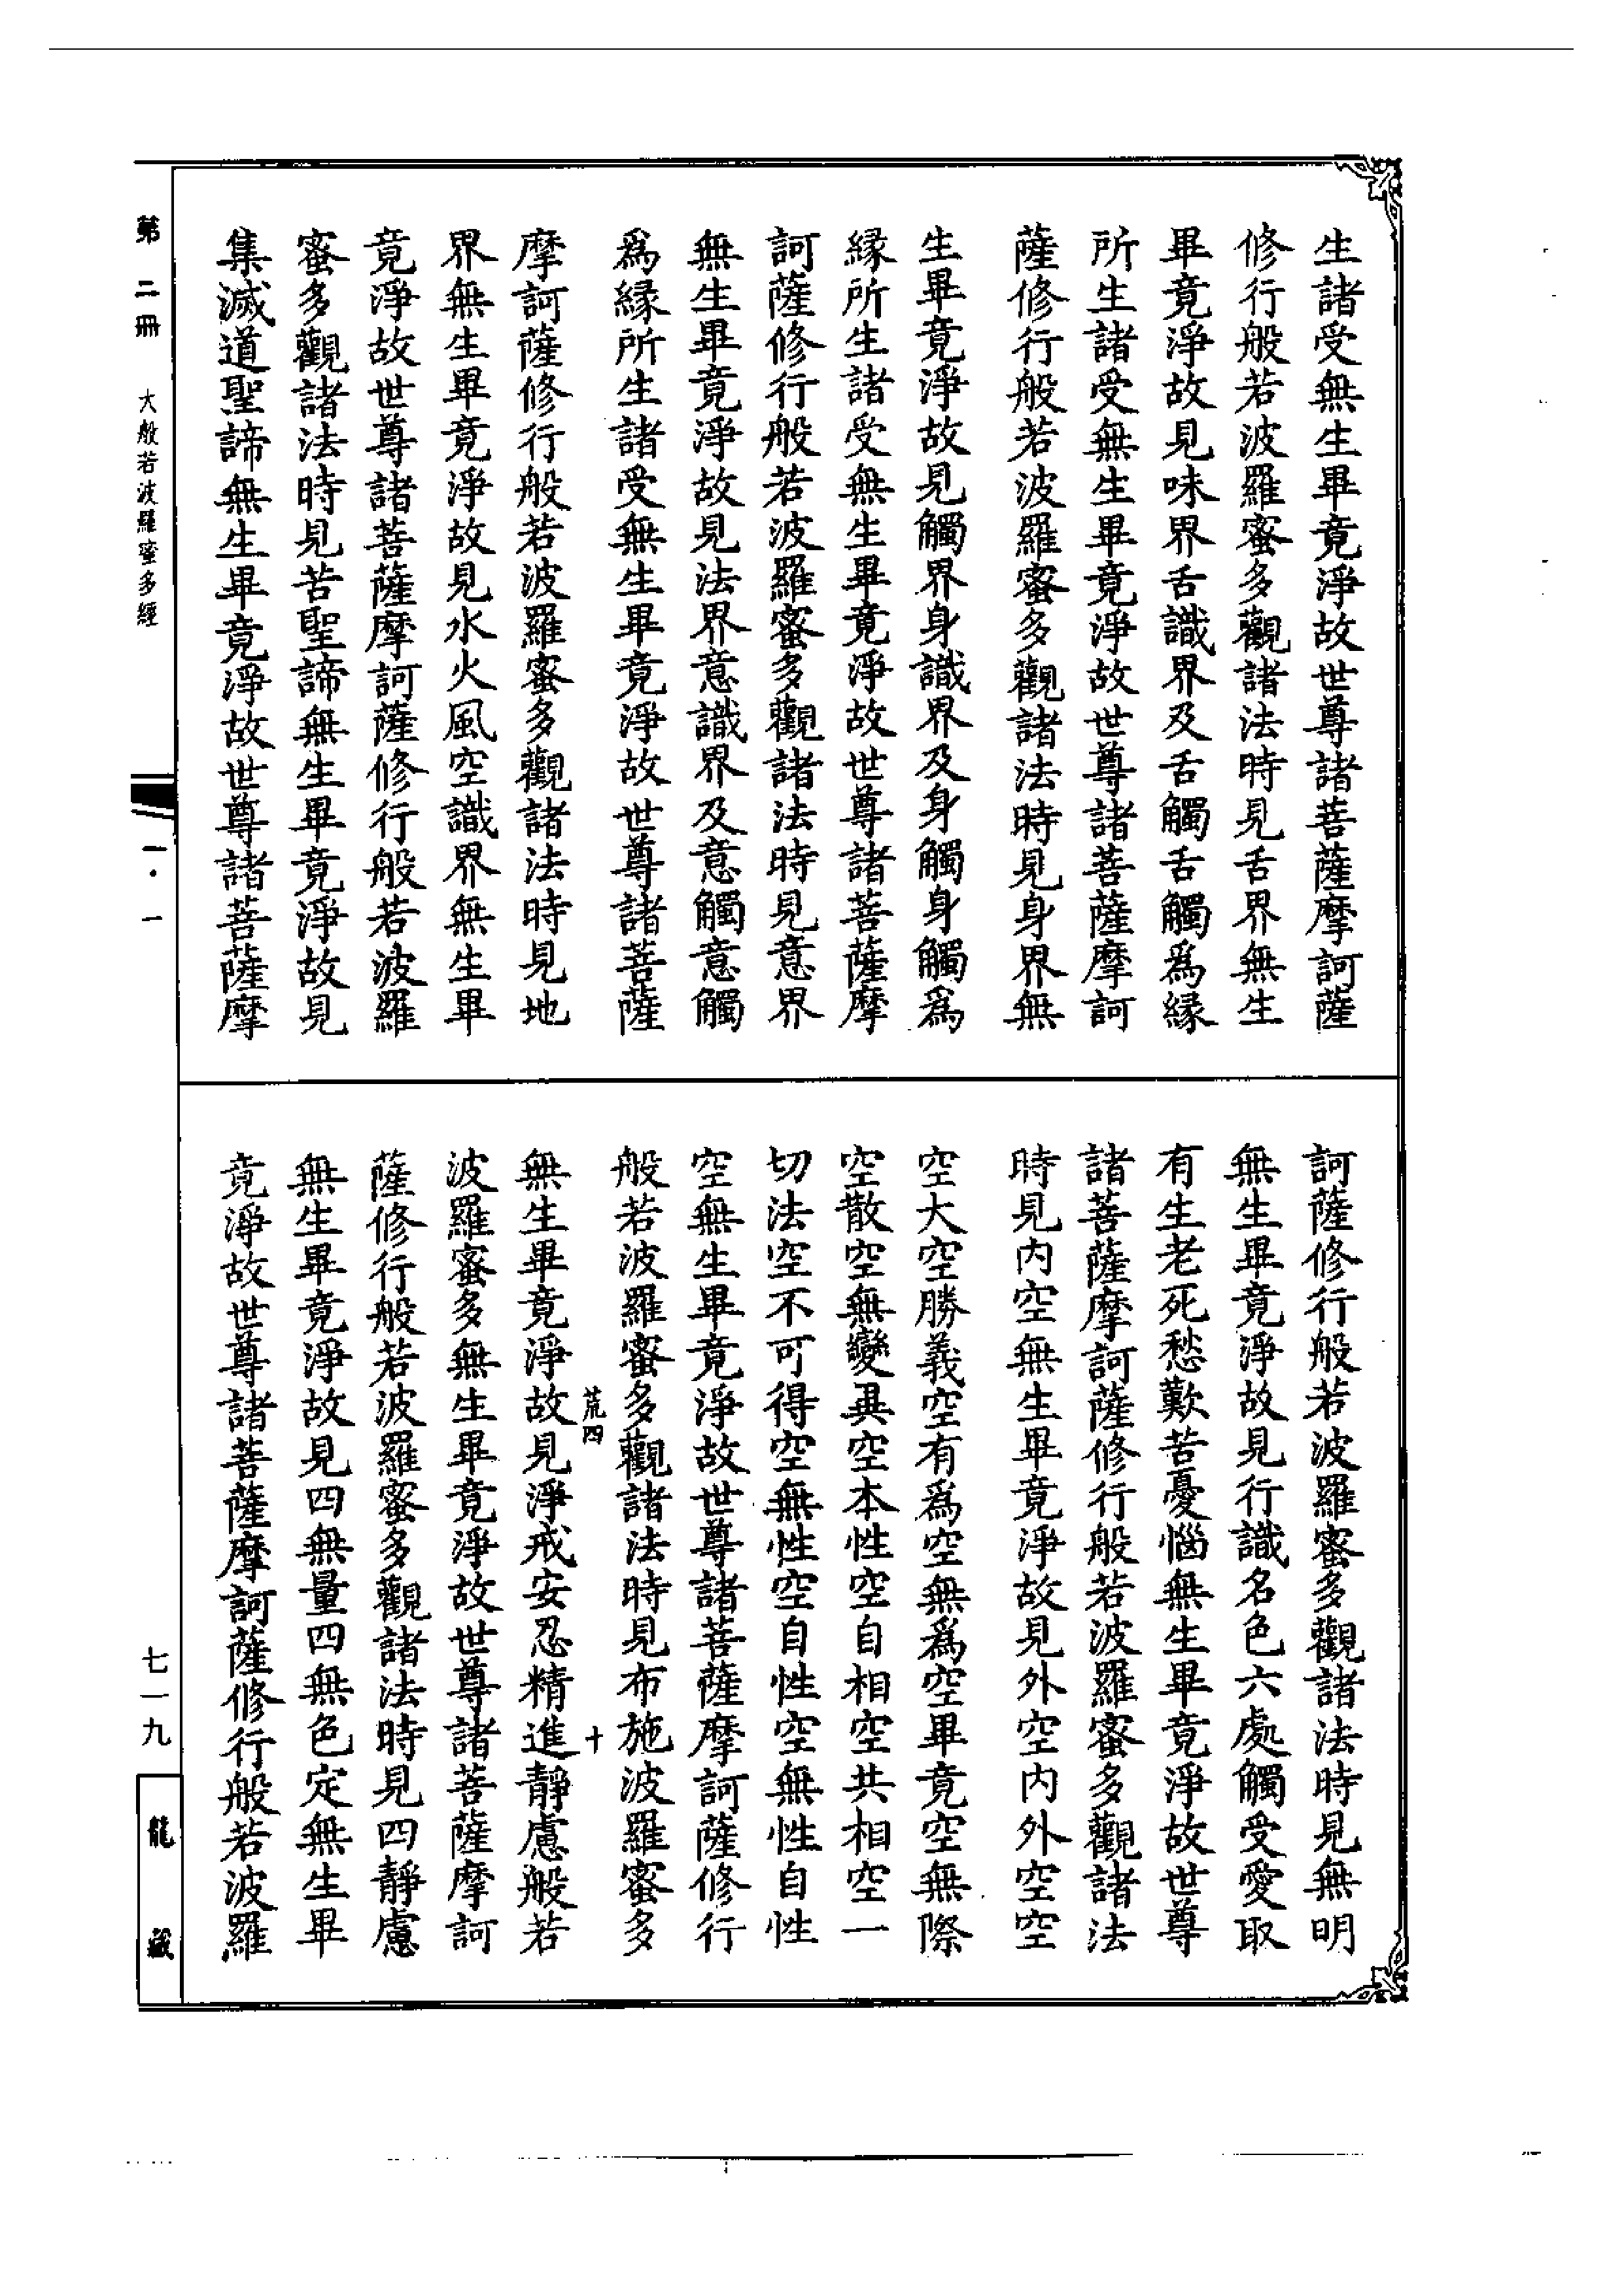 生諸受無生畢竟淨故世尊諸菩薩摩訶薩
修行般若波羅蜜多觀諸法時見舌界無生
畢竟淨故見味界舌識界及舌觸舌觸為緣
所生諸受無生畢竟淨故世尊諸菩薩摩訶
薩修行般若波羅蜜多觀諸法時見身界無
生畢竟淨故見觸界身識界及身觸身觸為
緣所生諸受無生畢竟淨故世尊諸菩薩摩
訶薩修行般若波羅蜜多觀諸法時見意界
無生畢竟淨故見法界意識界及意觸意觸
為緣所生諸受無生畢竟淨故世尊諸菩薩
摩訶薩修行般若波羅蜜多觀諸法時見地
界無生畢竟淨故見水火風空識界無生畢
竟淨故世尊諸菩薩摩訶薩修行般若波羅
蜜多觀諸法時見苦聖諦無生畢竟淨故見
集滅道聖諦無生畢竟淨故世尊諸菩薩摩
訶薩修行般若波羅蜜多觀諸法時見無明
無生畢竟淨故見行識名色六處觸受愛取
有生老死愁歎苦憂惱無生畢竟淨故世尊
諸菩薩摩訶薩修行般若波羅蜜多觀諸法
時見內空無生畢竟淨故見外空內外空空
空大空勝義空有為空無為空畢竟空無際
空散空無變異空本性空自相空共相空一
切法空不可得空無性空自性空無性自性
空無生畢竟淨故世尊諸菩薩摩訶薩修行
般若波羅蜜多觀諸法時見布施波羅蜜多
荒四 十
無生畢竟淨故見淨戒安忍精進靜慮般若
波羅蜜多無生畢竟淨故世尊諸菩薩摩訶
薩修行般若波羅蜜多觀諸法時見四靜慮
無生畢竟淨故見四無量四無色定無生畢
竟淨故世尊諸菩薩摩訶薩修行般若波羅
第二冊 大般若波羅蜜多經 一·一 七一九 龍藏